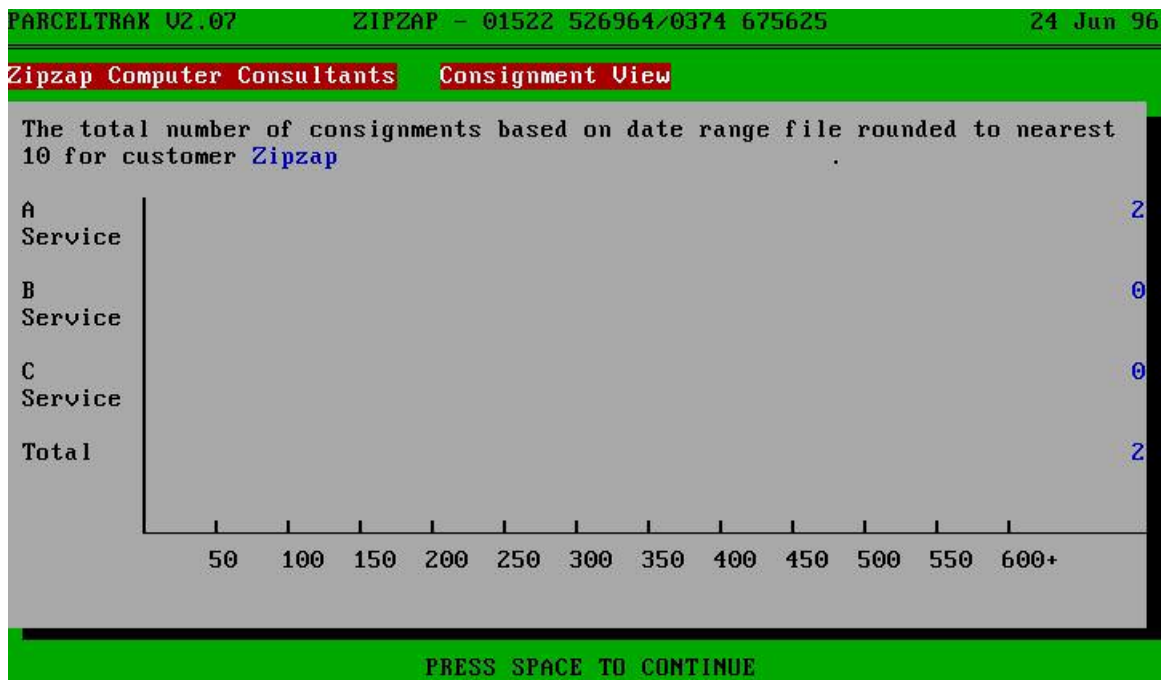 PARCELTRAK V2.07 ZIPZAP - 01522 526964/0374 675625 24 Jun 96
Zipzap Computer Consultants Consignment View
The total number of consignments based on date range file rounded to nearest
10 for customer Zipzap .
A 2
Service
B 0
Service
C 0
Service
Total 2
50 100 150 200 250 300 350 400 450 500 550 600+
PRESS SPACE TO CONTINUE